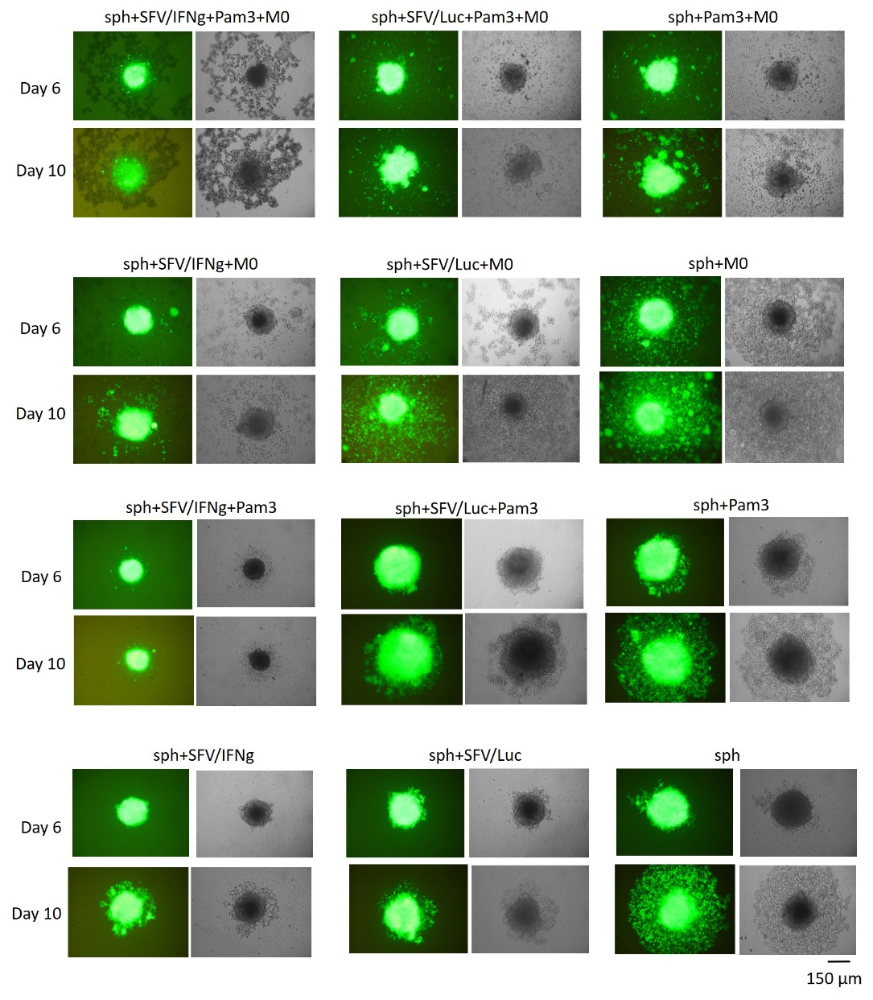 sph+SFV/IFNg+Pam3+M0 sph+SFV/Luc+Pam3+M0 sph+Pam3+M0
Day 6
Day 10
sph+SFV/IFNg+M0 sph+SFV/Luc+M0 sph+M0
Day 6
Day 10
sph+SFV/IFNg+Pam3 sph+SFV/Luc+Pam3 sph+Pam3
Day 6
Day 10
sph+SFV/IFNg sph+SFV/Luc sph
Day 6
Day 10
150 µm